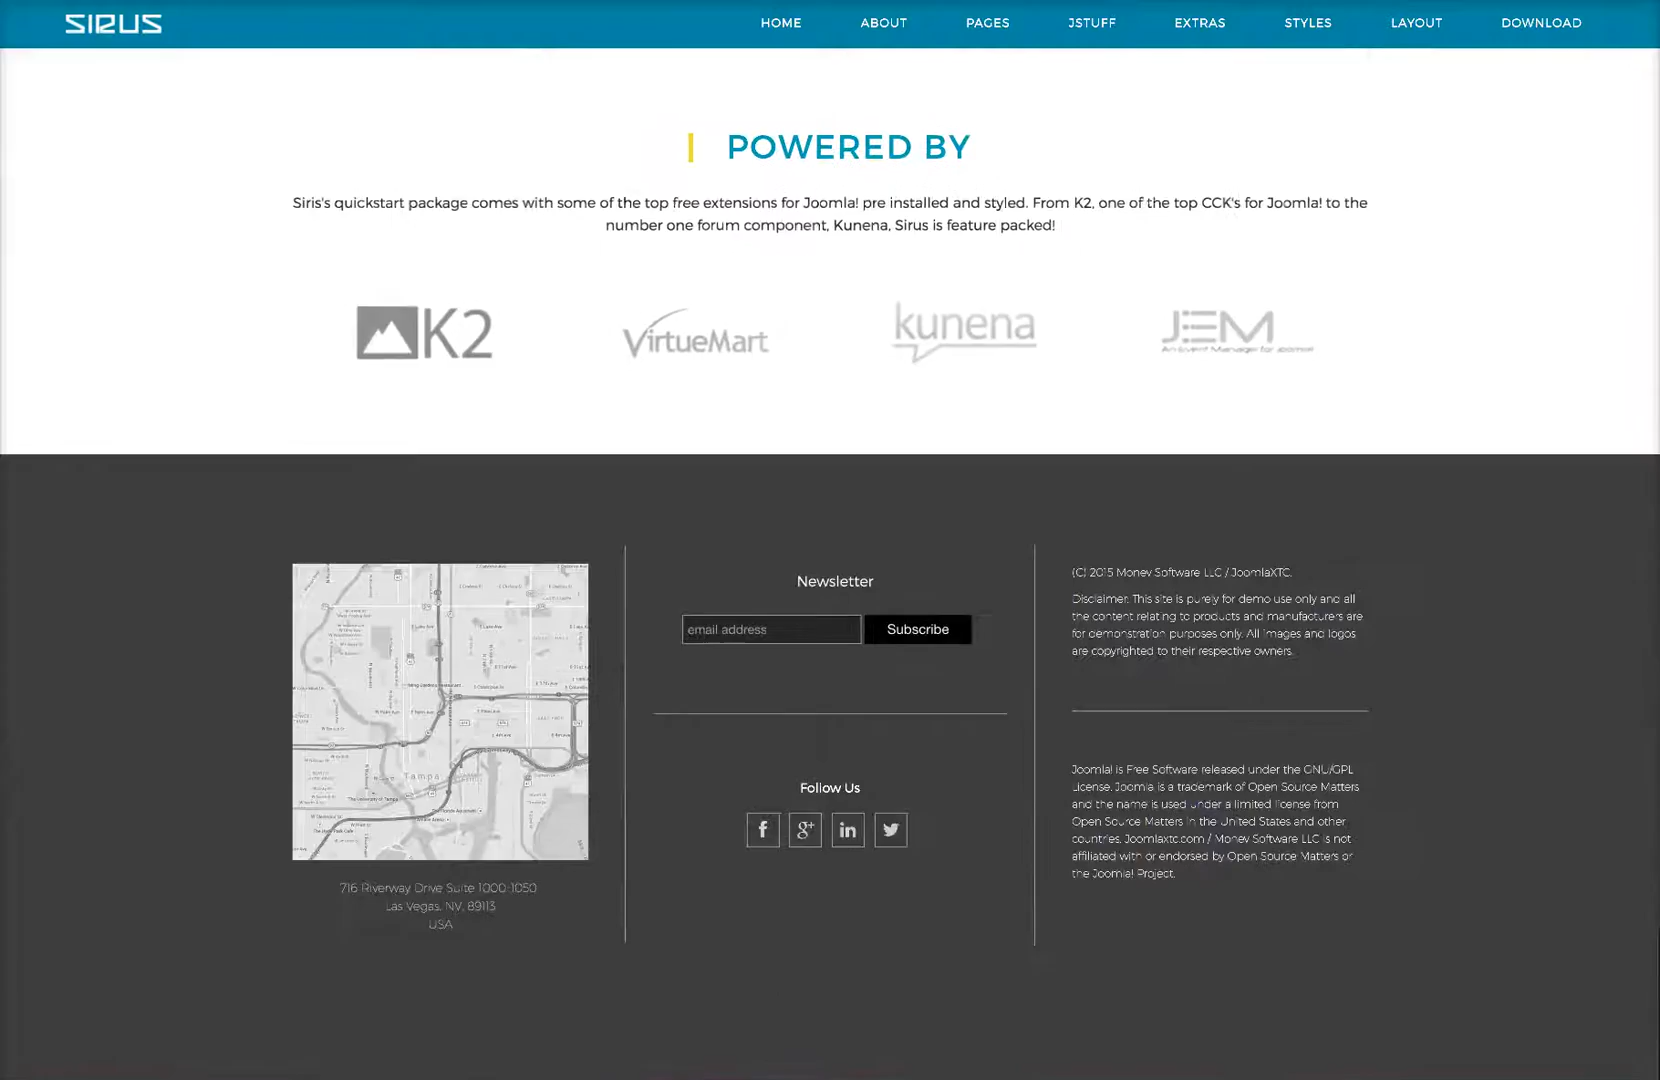 SIRUS
HOME ABOUT PAGES JSTUFF EXTRAS STYLES LAYOUT DOWNLOAD
POWERED BY
Siris's quickstart package comes with some of the top free extensions for Joomla! pre installed and styled. From K2, one of the top CCK's for Joomla! to the
number one forum component, Kunena, Sirus is feature packed!
K2
VirtueMart
kunena
JEM
An Event Manager for Joomla!
Tampa
716 Riverway Drive Suite 1000-1050
Las Vegas, NV, 89113
USA
Newsletter
email address
Subscribe
Follow Us
(C) 2015 Monev Software LLC / JoomlaXTC.
Disclaimer: This site is purely for demo use only and all
the content relating to products and manufacturers are
for demonstration purposes only. All images and logos
are copyrighted to their respective owners.
Joomla! is Free Software released under the GNU/GPL
License. Joomla is a trademark of Open Source Matters
and the name is used under a limited license from
Open Source Matters in the United States and other
countries. Joomlaxtc.com / Monev Software LLC is not
affiliated with or endorsed by Open Source Matters or
the Joomla! Project.